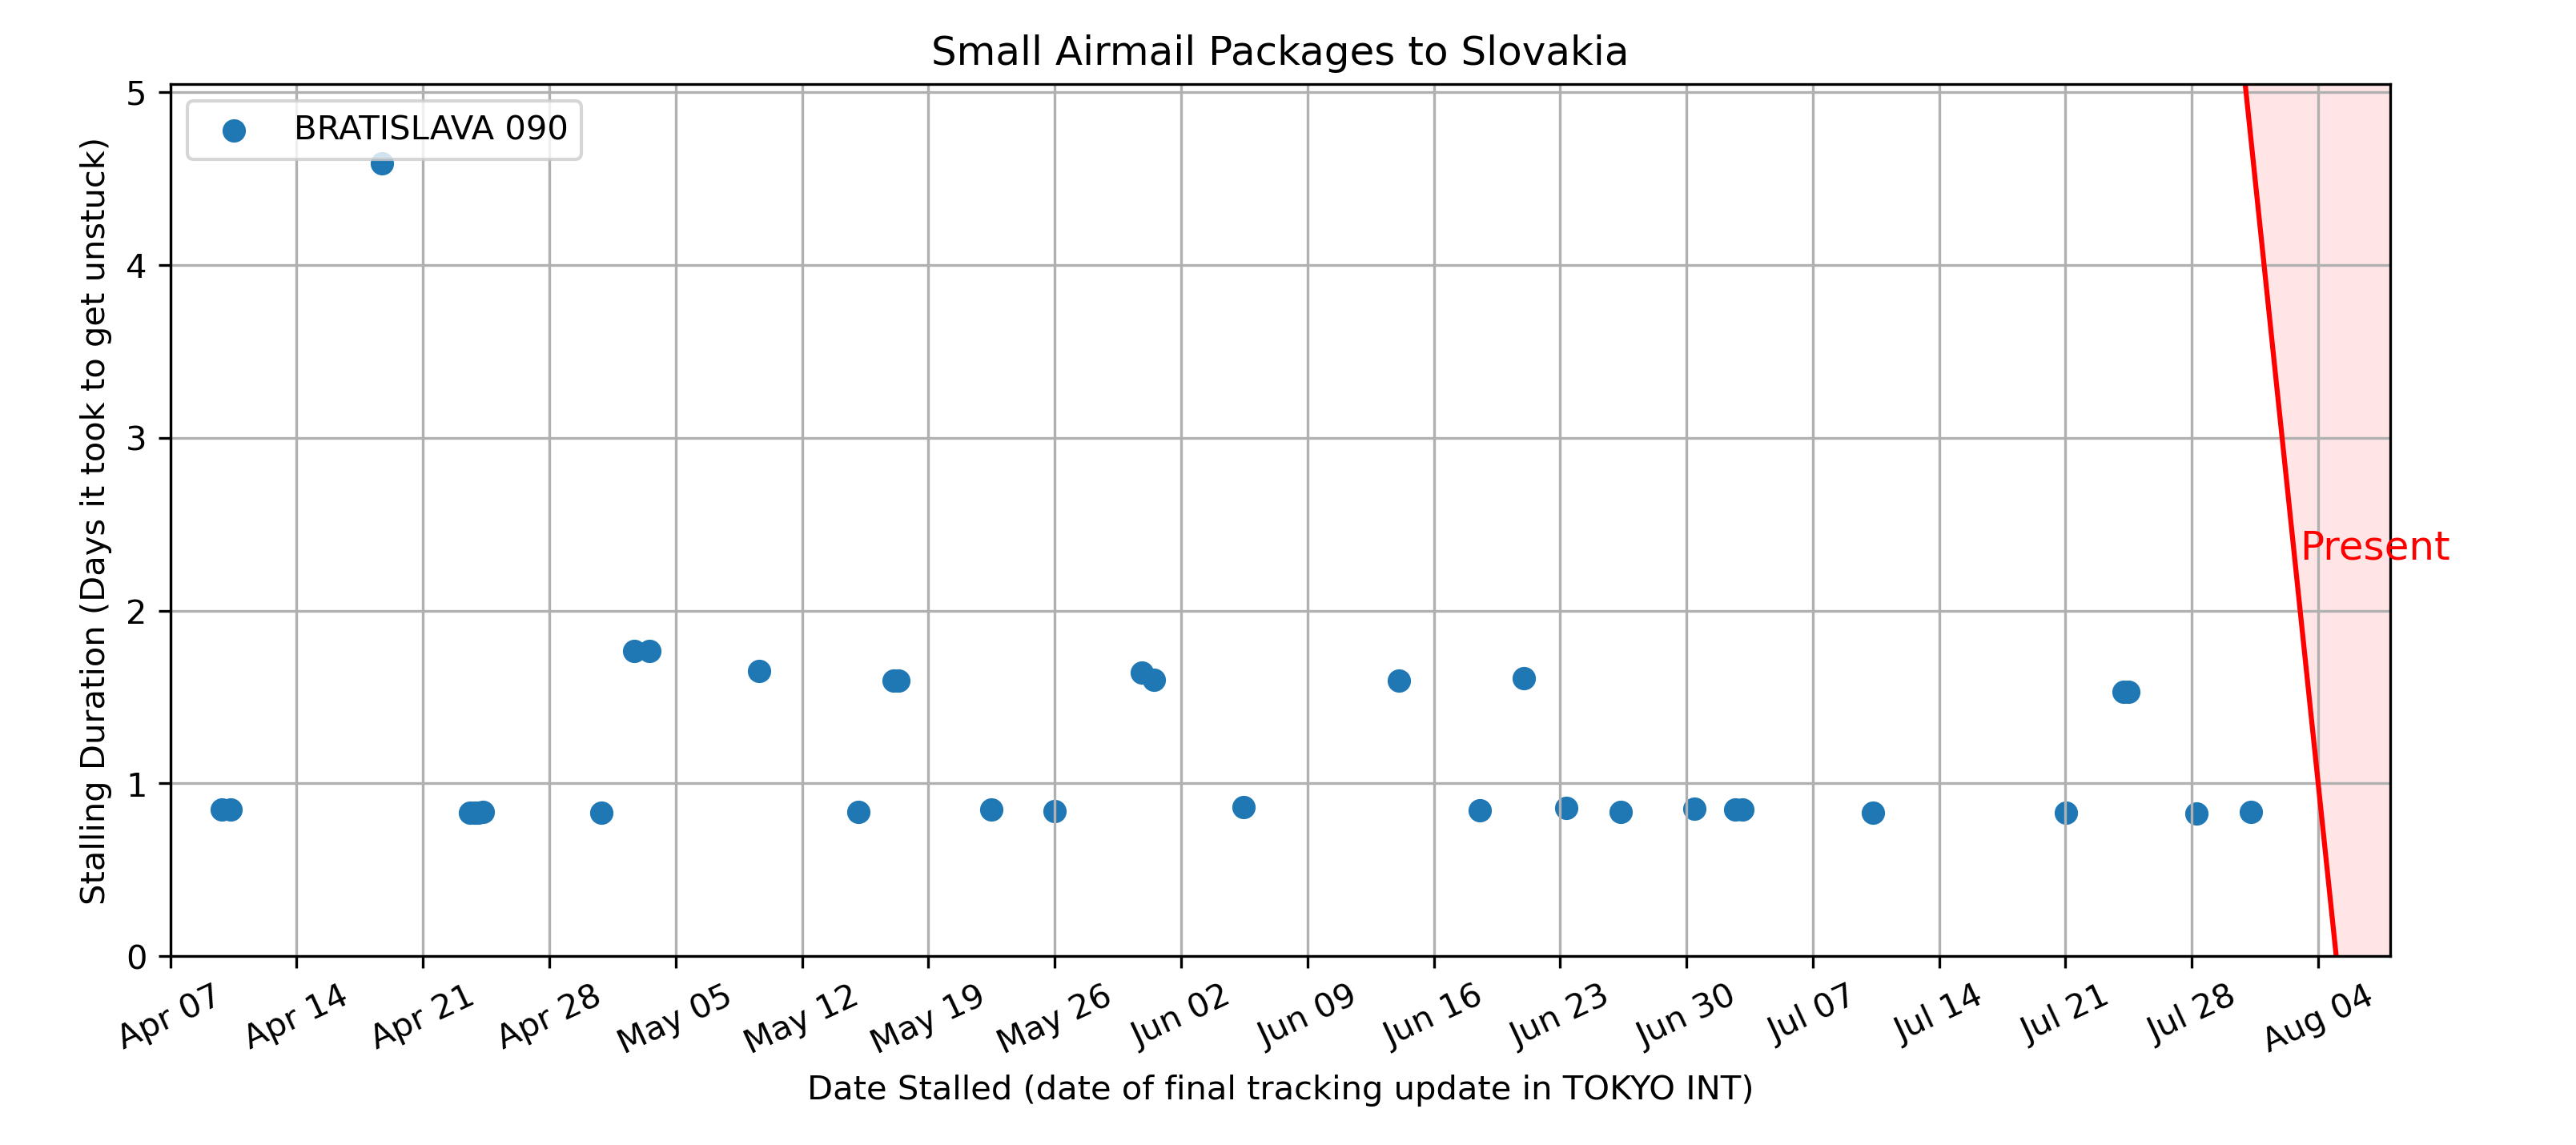 Small Airmail Packages to Slovakia
BRATISLAVA 090
Stalling Duration (Days it took to get unstuck)
5
4
3
2
1
0
Present
Apr 07
Apr 14
Apr 21
Apr 28
May 05
May 12
May 19
May 26
Jun 02
Jun 09
Jun 16
Jun 23
Jun 30
Jul 07
Jul 14
Jul 21
Jul 28
Aug 04
Date Stalled (date of final tracking update in TOKYO INT)